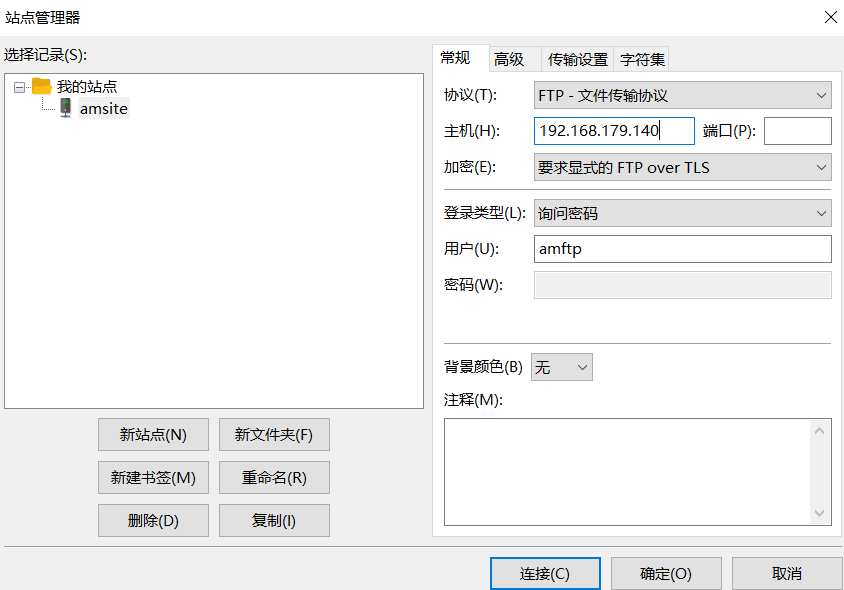 站点管理器
选择记录(S):
我的站点
amsite
新站点(N)
新文件夹(F)
新建书签(M)
重命名(R)
删除(D)
复制(I)
常规
高级
传输设置
字符集
协议(T):
FTP - 文件传输协议
主机(H):
192.168.179.140
端口(P):
加密(E):
要求显式的 FTP over TLS
登录类型(L):
询问密码
用户(U):
amftp
密码(W):
背景颜色(B)
无
注释(M):
连接(C)
确定(O)
取消